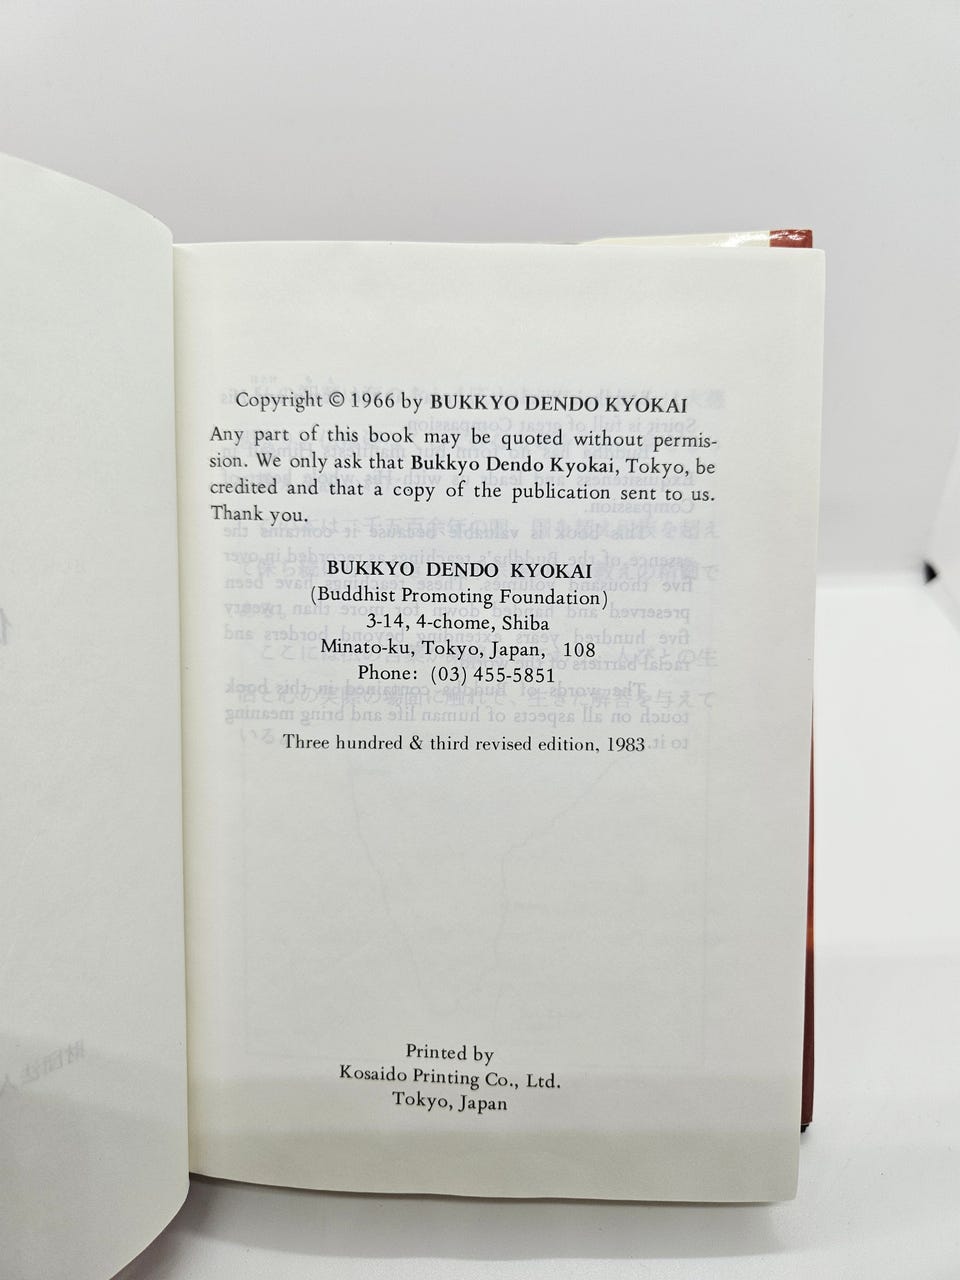 Copyright © 1966 by BUKKYO DENDO KYOKAI
Any part of this book may be quoted without permis-
sion. We only ask that Bukkyo Dendo Kyokai, Tokyo, be
credited and that a copy of the publication sent to us.
Thank you.
BUKKYO DENDO KYOKAI
(Buddhist Promoting Foundation)
3-14, 4-chome, Shiba
Minato-ku, Tokyo, Japan, 108
Phone: (03) 455-5851
Three hundred & third revised edition, 1983
Printed by
Kosaido Printing Co., Ltd.
Tokyo, Japan